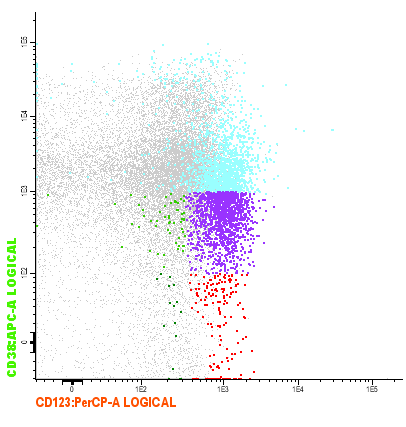 1E5
1E4
1E3
1E2
0
CD38:APC-A LOGICAL
0 1E2 1E3 1E4 1E5
CD123:PerCP-A LOGICAL